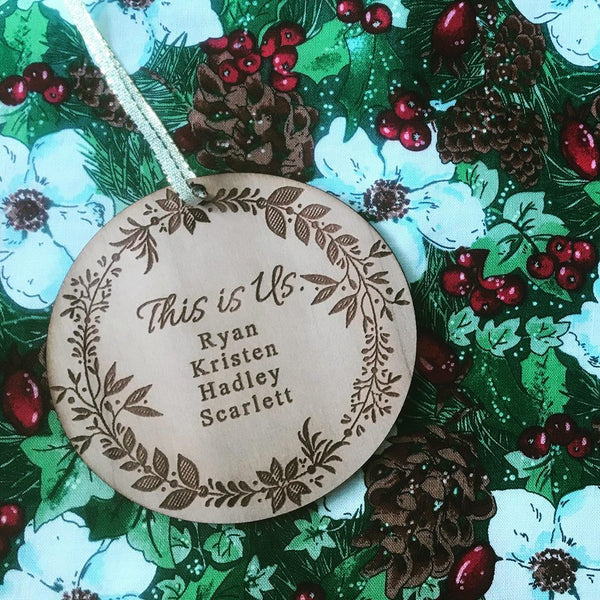 This is Us.
Ryan
Kristen
Hadley
Scarlett